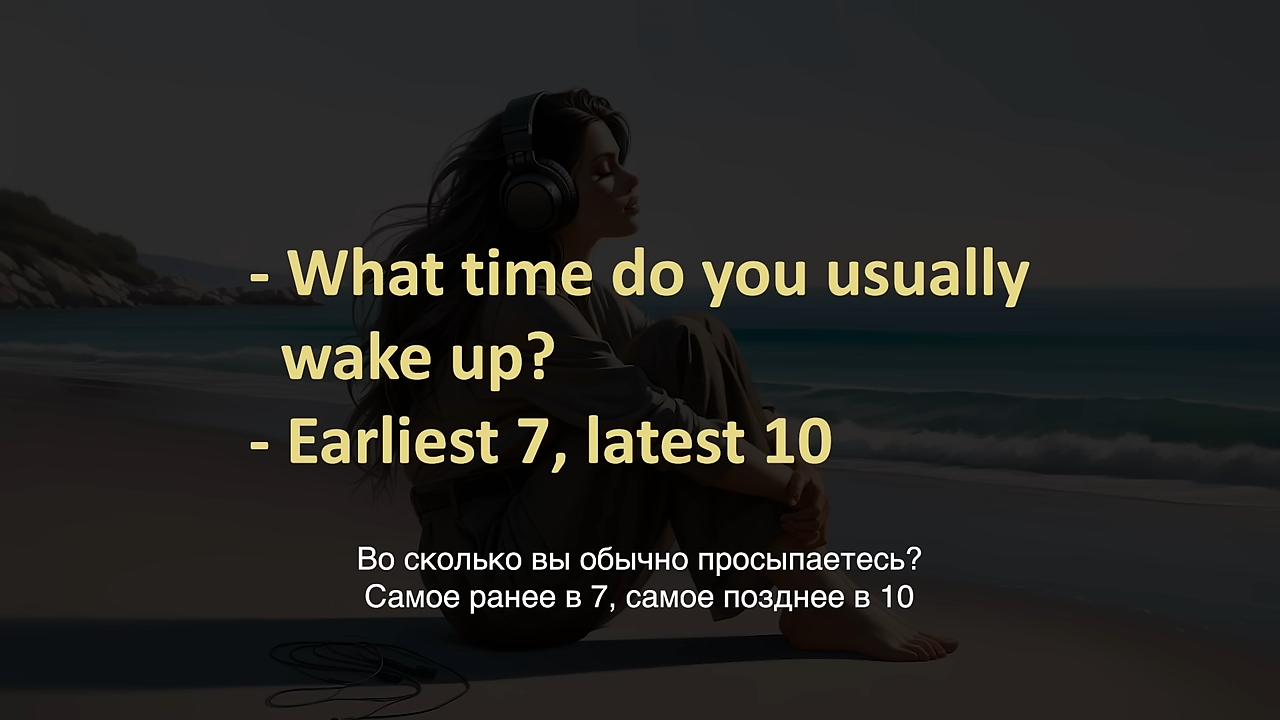 - What time do you usually
wake up?
- Earliest 7, latest 10
Во сколько вы обычно просыпаетесь?
Самое ранее в 7, самое позднее в 10